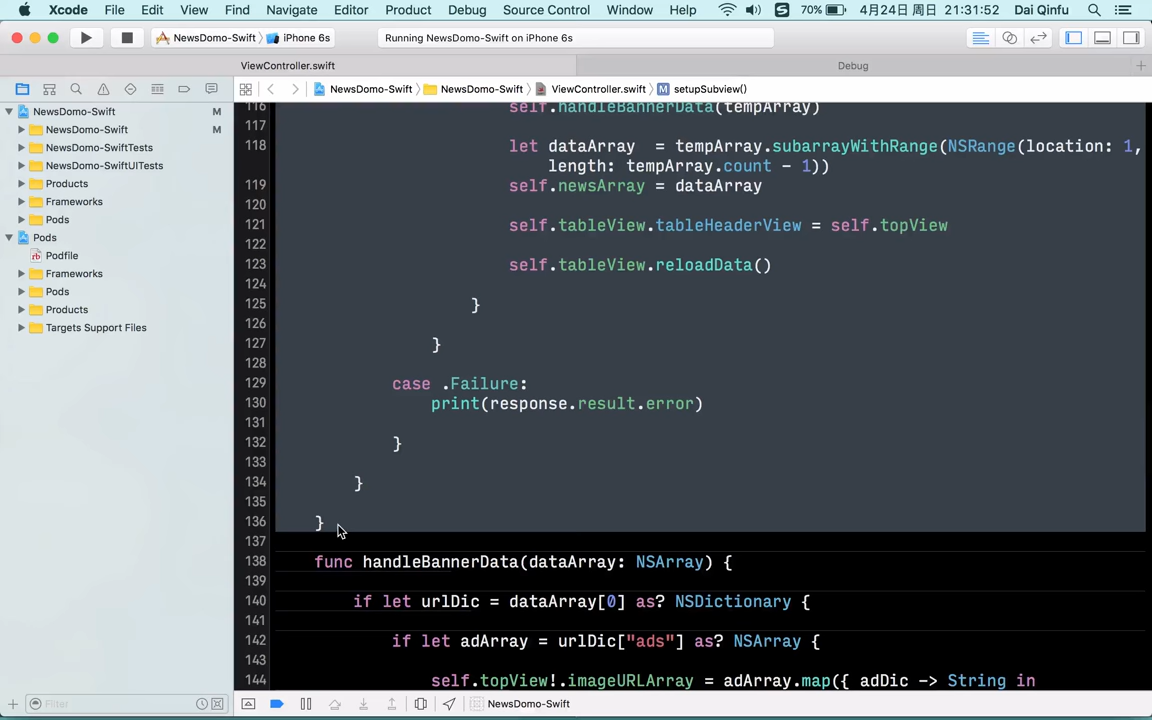 Xcode File Edit View Find Navigate Editor Product Debug Source Control Window Help 70% 4月24日 周日 21:31:52 Dai Qinfu
NewsDomo-Swift iPhone 6s Running NewsDomo-Swift on iPhone 6s
ViewController.swift Debug
NewsDomo-Swift NewsDomo-Swift ViewController.swift M setupSubview()
NewsDomo-Swift M
NewsDomo-Swift M
NewsDomo-SwiftTests
NewsDomo-SwiftUITests
Products
Frameworks
Pods
Pods
rb Podfile
Frameworks
Pods
Products
Targets Support Files
116 self.handleBannerData(tempArray)
117
118 let dataArray  = tempArray.subarrayWithRange(NSRange(location: 1,
length: tempArray.count - 1))
119 self.newsArray = dataArray
120
121 self.tableView.tableHeaderView = self.topView
122
123 self.tableView.reloadData()
124
125 }
126
127 }
128
129 case .Failure:
130 print(response.result.error)
131
132 }
133
134 }
135
136 }
137
138 func handleBannerData(dataArray: NSArray) {
139
140 if let urlDic = dataArray[0] as? NSDictionary {
141
142 if let adArray = urlDic["ads"] as? NSArray {
143
144 self.topView!.imageURLArray = adArray.map({ adDic -> String in
Filter NewsDomo-Swift